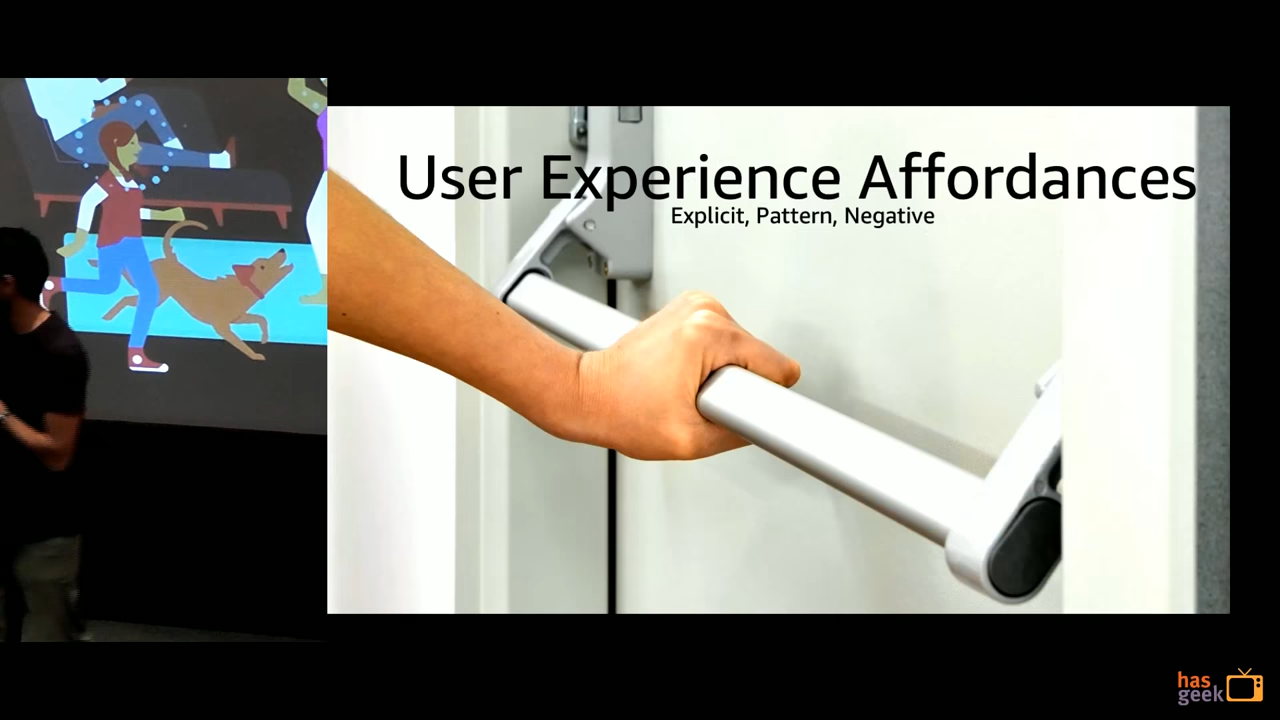 User Experience Affordances
Explicit, Pattern, Negative
has
geek